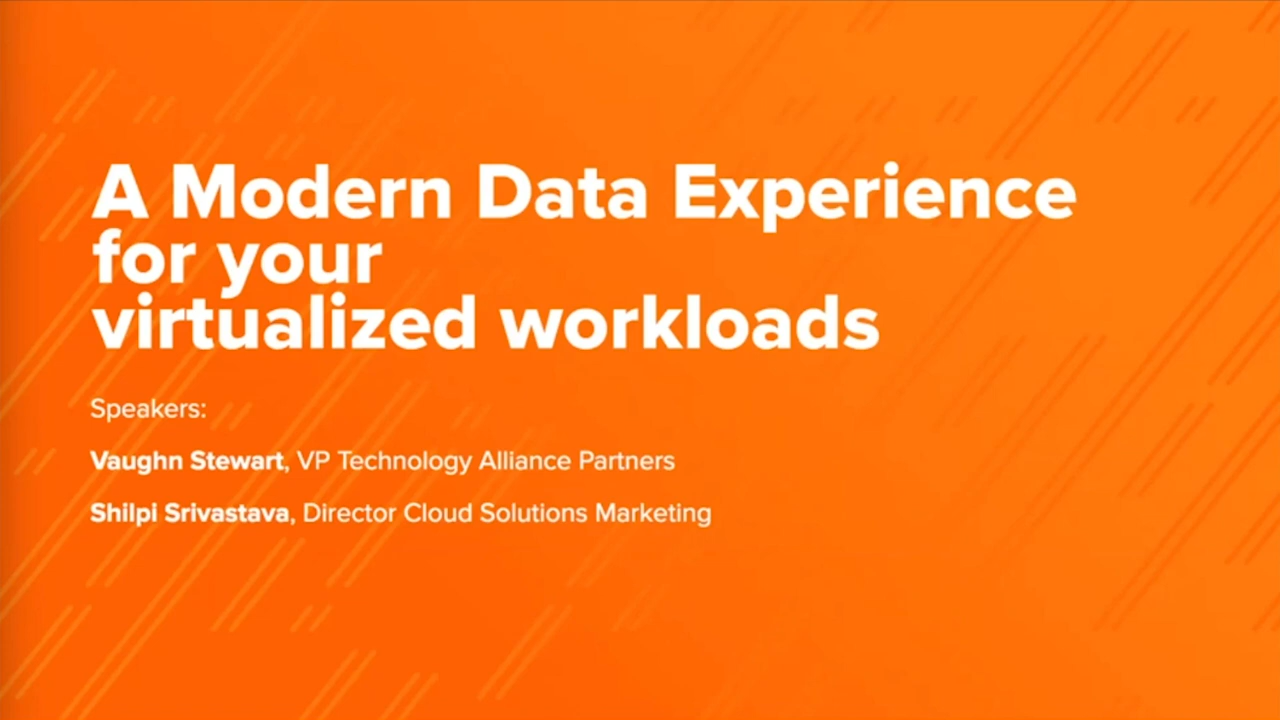 A Modern Data Experience
for your
virtualized workloads
Speakers:
Vaughn Stewart, VP Technology Alliance Partners
Shilpi Srivastava, Director Cloud Solutions Marketing